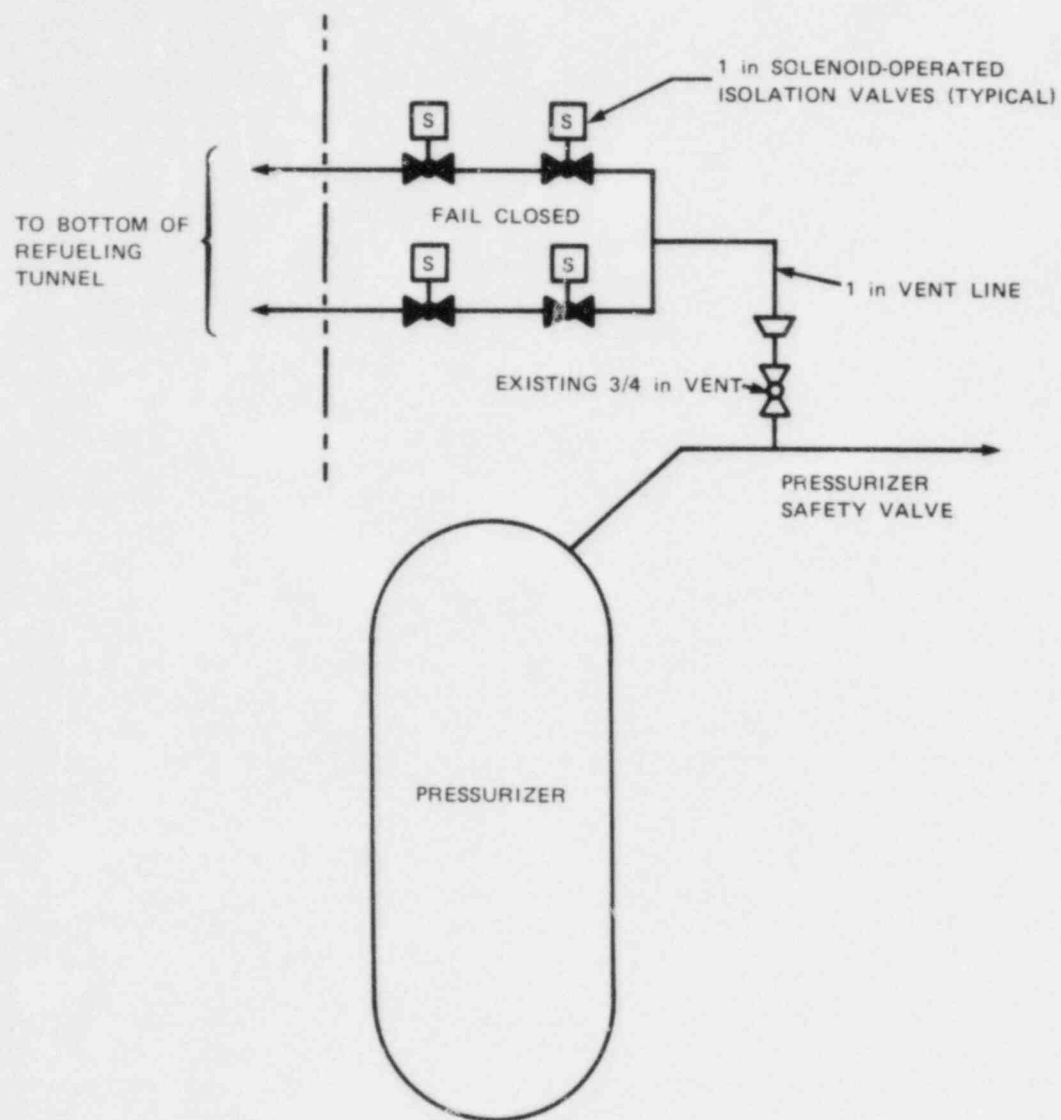 1 in SOLENOID-OPERATED
ISOLATION VALVES (TYPICAL)
S
S
FAIL CLOSED
TO BOTTOM OF
REFUELING
TUNNEL
S
S
1 in VENT LINE
EXISTING 3/4 in VENT
PRESSURIZER
SAFETY VALVE
PRESSURIZER